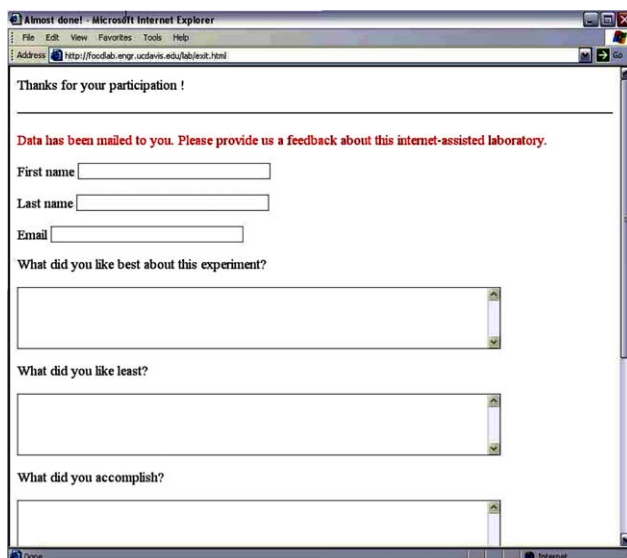 Almost done! - Microsoft Internet Explorer
File Edit View Favorites Tools Help
Address http://foodlab.engr.ucdavis.edu/lab/exit.html Go
Thanks for your participation !
Data has been mailed to you. Please provide us a feedback about this internet-assisted laboratory.
First name
Last name
Email
What did you like best about this experiment?
What did you like least?
What did you accomplish?
Done Internet